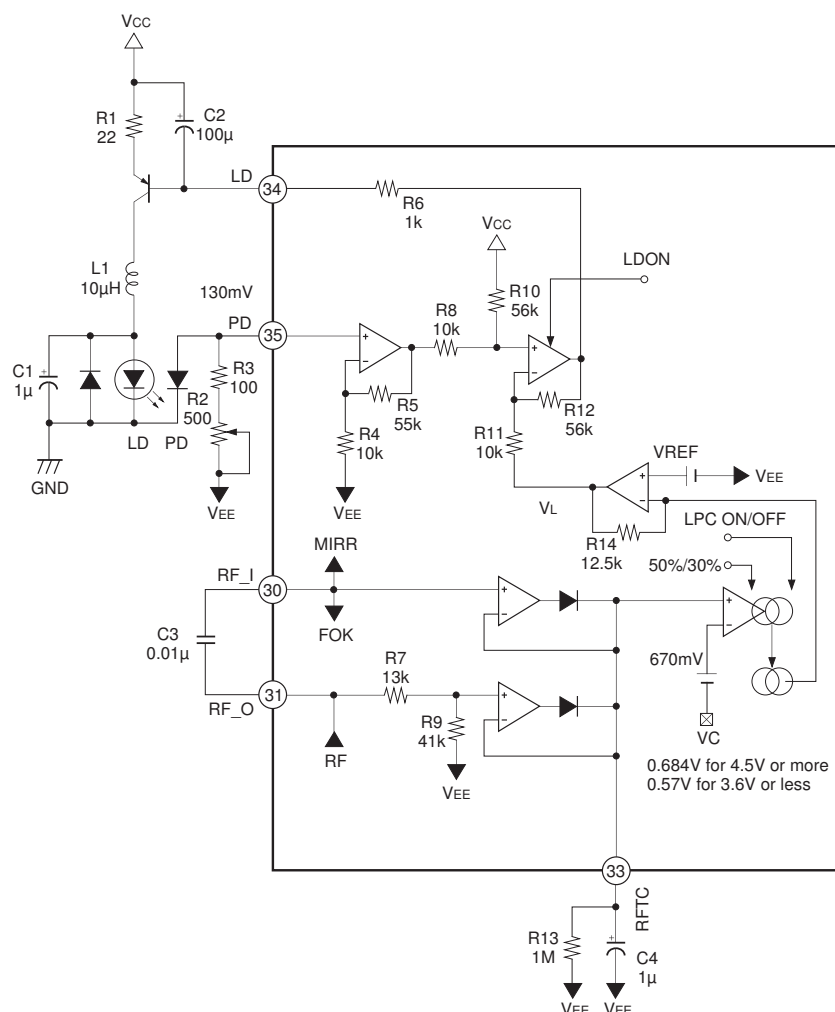 VCC
R1
22
C2
100μ
LD
34
R6
1k
VCC
LDON
L1
10μH
130mV
PD
35
R8
10k
R10
56k
C1
1μ
R3
100
R2
500
LD
PD
GND
VEE
R5
55k
R4
10k
VEE
R12
56k
R11
10k
VREF
VEE
VL
R14
12.5k
LPC ON/OFF
50%/30%
MIRR
RF_I
30
FOK
C3
0.01μ
670mV
VC
31
RF_O
R7
13k
R9
41k
RF
VEE
0.684V for 4.5V or more
0.57V for 3.6V or less
33
RFTC
R13
1M
C4
1μ
VEE
VEE